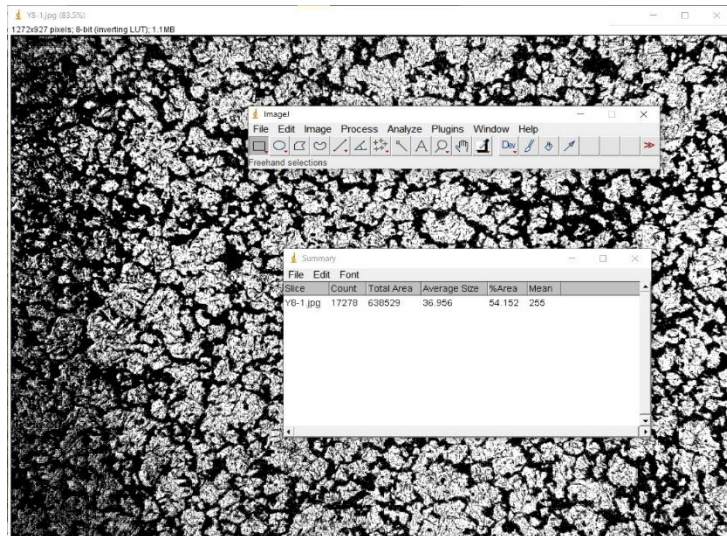 Y8-1.jpg (83.5%)
1272x927 pixels; 8-bit (inverting LUT); 1.1MB
ImageJ
File Edit Image Process Analyze Plugins Window Help
Dev
Freehand selections
Summary
File Edit Font
Slice Count Total Area Average Size %Area Mean
Y8-1.jpg 17278 638529 36.956 54.152 255